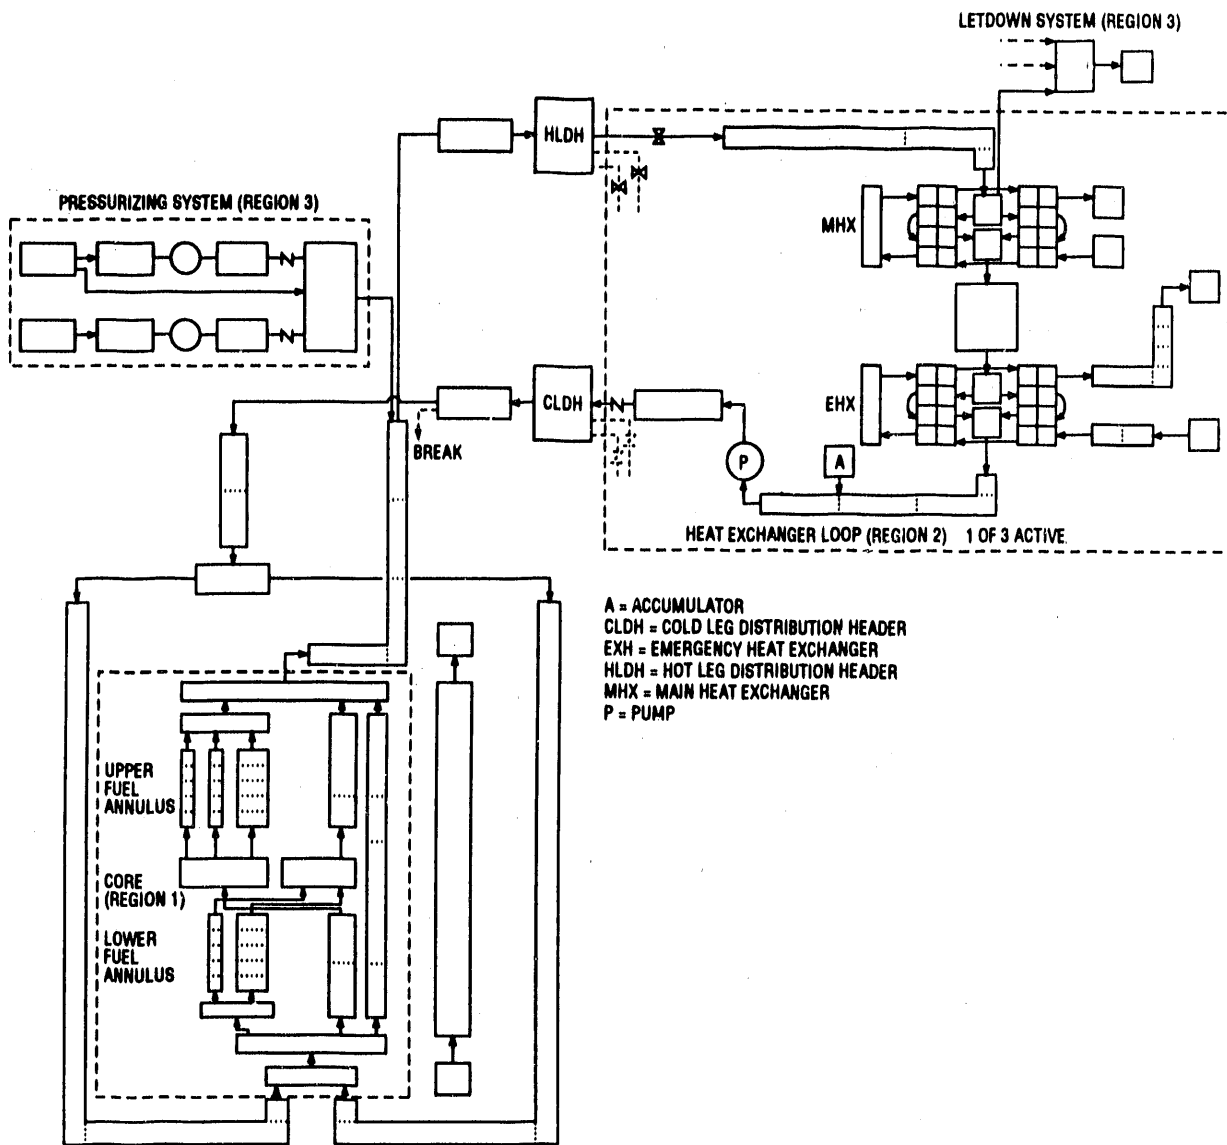 LETDOWN SYSTEM (REGION 3)
HLDH
PRESSURIZING SYSTEM (REGION 3)
MHX
CLDH
EHX
BREAK
P
A
HEAT EXCHANGER LOOP (REGION 2) 1 OF 3 ACTIVE.
A = ACCUMULATOR
CLDH = COLD LEG DISTRIBUTION HEADER
EXH = EMERGENCY HEAT EXCHANGER
HLDH = HOT LEG DISTRIBUTION HEADER
MHX = MAIN HEAT EXCHANGER
P = PUMP
UPPER
FUEL
ANNULUS
CORE
(REGION 1)
LOWER
FUEL
ANNULUS